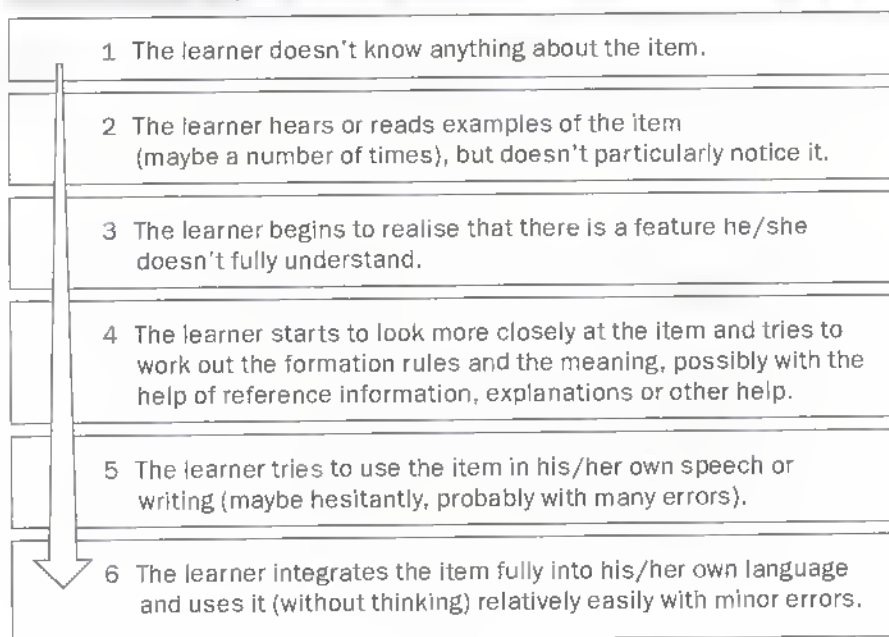 1 The learner doesn't know anything about the item.
2 The learner hears or reads examples of the item
(maybe a number of times), but doesn't particularly notice it.
3 The learner begins to realise that there is a feature he/she
doesn't fully understand.
4 The learner starts to look more closely at the item and tries to
work out the formation rules and the meaning, possibly with the
help of reference information, explanations or other help.
5 The learner tries to use the item in his/her own speech or
writing (maybe hesitantly, probably with many errors).
6 The learner integrates the item fully into his/her own language
and uses it (without thinking) relatively easily with minor errors.